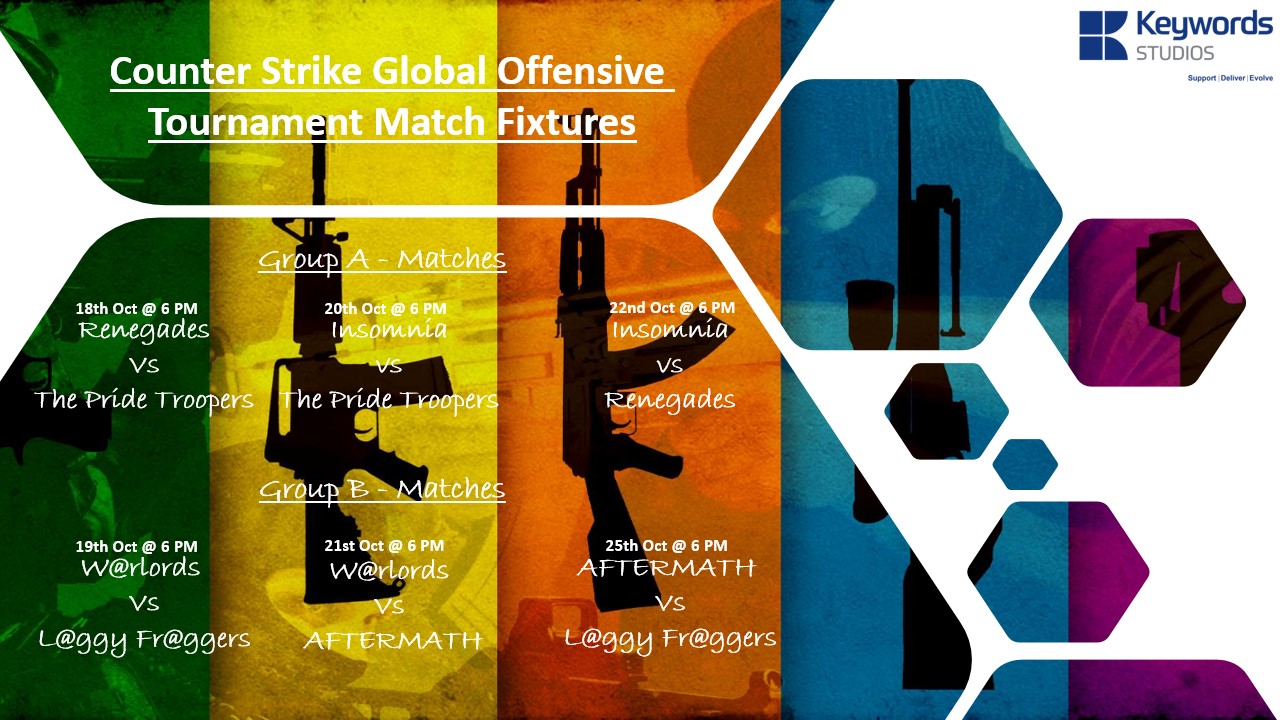 Counter Strike Global Offensive
Tournament Match Fixtures
Keywords
STUDIOS
Support | Deliver | Evolve
Group A - Matches
18th Oct @ 6 PM
Renegades
Vs
The Pride Troopers
20th Oct @ 6 PM
Insomnia
Vs
The Pride Troopers
22nd Oct @ 6 PM
Insomnia
Vs
Renegades
Group B - Matches
19th Oct @ 6 PM
W@rlords
Vs
L@ggy Fr@ggers
21st Oct @ 6 PM
W@rlords
Vs
AFTERMATH
25th Oct @ 6 PM
AFTERMATH
Vs
L@ggy Fr@ggers